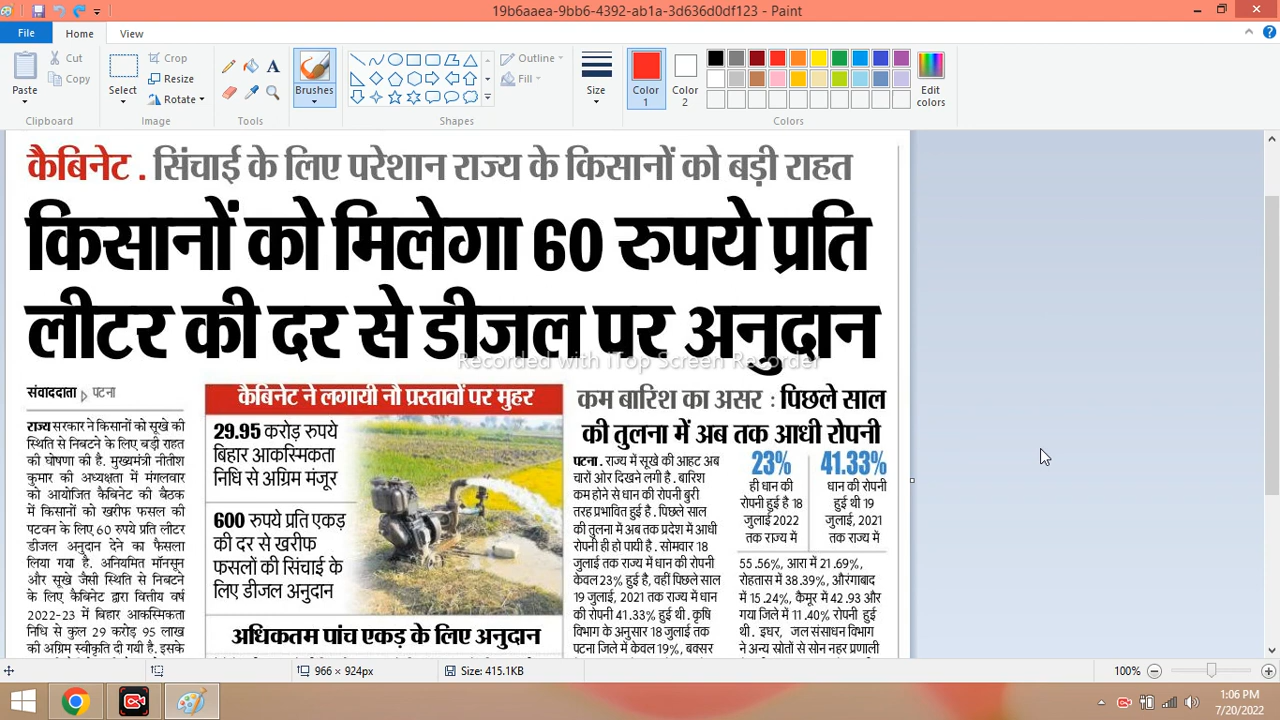 19b6aaea-9bb6-4392-ab1a-3d636d0df123 - Paint
File
Home
View
Paste
Cut
Copy
Clipboard
Select
Crop
Resize
Rotate
Image
Tools
Brushes
Shapes
Outline
Fill
Size
Color 1
Color 2
Edit colors
Colors
कैबिनेट . सिंचाई के लिए परेशान राज्य के किसानों को बड़ी राहत
किसानों को मिलेगा 60 रुपये प्रति
लीटर की दर से डीजल पर अनुदान
Recorded with iTop Screen Recorder
संवाददाता पटना
राज्य सरकार ने किसानों को सूखे की
स्थिति से निबटने के लिए बड़ी राहत
की घोषणा की है. मुख्यमंत्री नीतीश
कुमार की अध्यक्षता में मंगलवार
को आयोजित कैबिनेट की बैठक
में किसानों को खरीफ फसल की
पटवन के लिए 60 रुपये प्रति लीटर
डीजल अनुदान देने का फैसला
लिया गया है. अनियमित मॉनसून
और सूखे जैसी स्थिति से निबटने
के लिए कैबिनेट द्वारा वित्तीय वर्ष
2022-23 में बिहार आकस्मिकता
निधि से कुल 29 करोड़ 95 लाख
की अग्रिम स्वीकृति दी गयी है. इसके
कैबिनेट ने लगायी नौ प्रस्तावों पर मुहर
29.95 करोड़ रुपये
बिहार आकस्मिकता
निधि से अग्रिम मंजूर
600 रुपये प्रति एकड़
की दर से खरीफ
फसलों की सिंचाई के
लिए डीजल अनुदान
अधिकतम पांच एकड़ के लिए अनुदान
कम बारिश का असर : पिछले साल
की तुलना में अब तक आधी रोपनी
पटना . राज्य में सूखे की आहट अब
चारों ओर दिखने लगी है . बारिश
कम होने से धान की रोपनी बुरी
तरह प्रभावित हुई है . पिछले साल
की तुलना में अब तक प्रदेश में आधी
रोपनी ही हो पायी है . सोमवार 18
जुलाई तक राज्य में धान की रोपनी
केवल 23% हुई है, वहीं पिछले साल
19 जुलाई, 2021 तक राज्य में धान
की रोपनी 41.33% हुई थी . कृषि
विभाग के अनुसार 18 जुलाई तक
पटना जिले में केवल 19%, बक्सर
23%
ही धान की
रोपनी हुई है 18
जुलाई 2022
तक राज्य में
41.33%
धान की रोपनी
हुई थी 19
जुलाई, 2021
तक राज्य में
55.56%, आरा में 21.69%,
रोहतास में 38.39%, औरंगाबाद
में 15.24%, कैमूर में 42.93 और
गया जिले में 11.40% रोपनी हुई
थी . इधर, जल संसाधन विभाग
ने अन्य स्रोतों से सोन नहर प्रणाली
966 × 924px
Size: 415.1KB
100%
1:06 PM
7/20/2022